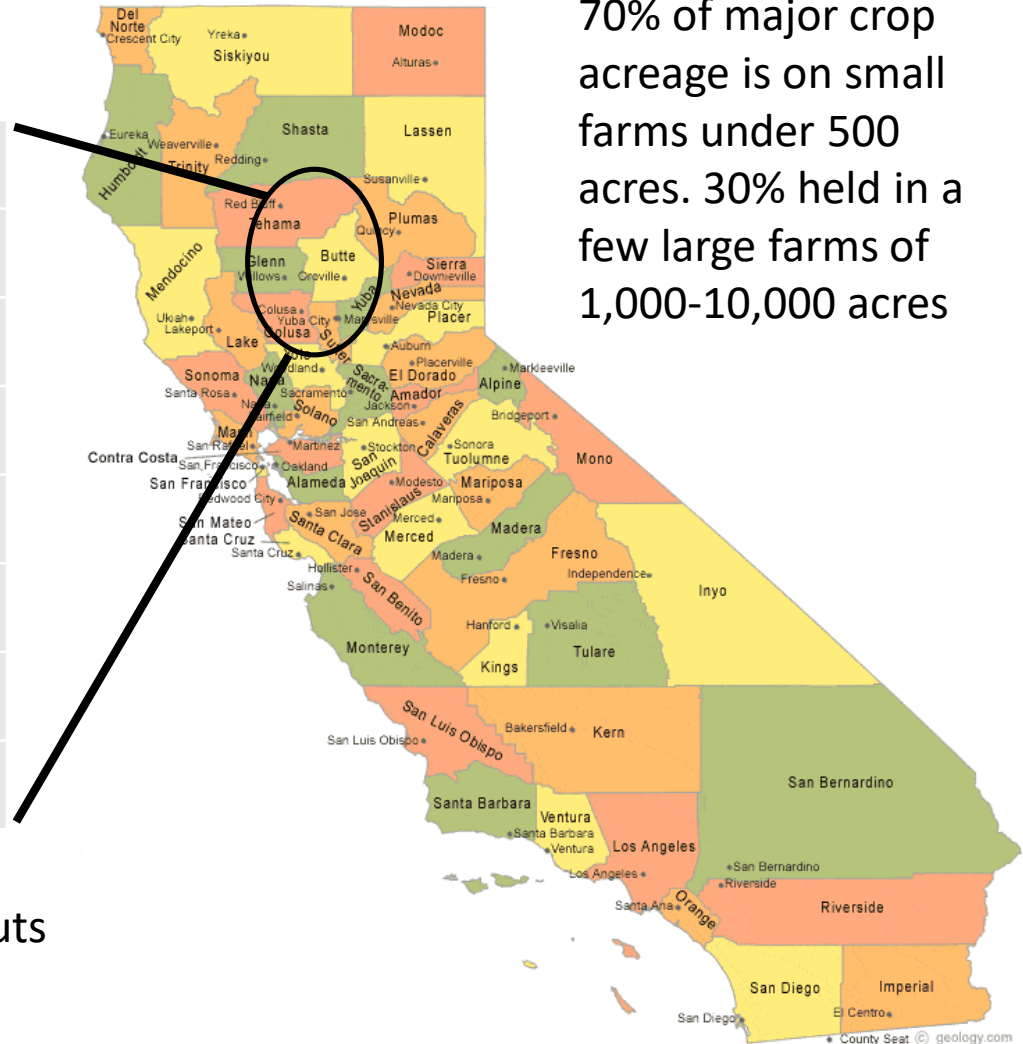 70% of major crop
acreage is on small
farms under 500
acres. 30% held in a
few large farms of
1,000-10,000 acres
Del
Norte
Crescent City
Yreka
Siskiyou
Modoc
Alturas
Eureka
Humboldt
Weaverville
Trinity
Shasta
Redding
Lassen
Susanville
Red Bluff
Tehama
Plumas
Quincy
Mendocino
Glenn
Willows
Butte
Oroville
Sierra
Downieville
Nevada
Nevada City
Yuba
Ukiah
Lakeport
Lake
Colusa
Colusa
Yuba City
Marysville
Placer
Sutter
Auburn
Sonoma
Santa Rosa
Napa
Napa
Yolo
Woodland
Sacra-
mento
Sacramento
Placerville
El Dorado
Amador
Jackson
Alpine
Markleeville
Fairfield
Solano
San Andreas
Calaveras
Bridgeport
Mono
Marin
San Rafael
Martinez
Contra Costa
San Francisco
San Francisco
Oakland
Alameda
Stockton
San
Joaquin
Sonora
Tuolumne
Redwood City
San Mateo
San Jose
Santa Clara
Modesto
Stanislaus
Mariposa
Mariposa
Santa Cruz
Santa Cruz
Merced
Merced
Madera
Madera
Hollister
Salinas
San Benito
Fresno
Fresno
Independence
Inyo
Monterey
Hanford
Kings
Visalia
Tulare
San Luis Obispo
San Luis Obispo
Bakersfield
Kern
San Bernardino
Santa Barbara
Santa Barbara
Ventura
Ventura
Los Angeles
Los Angeles
San Bernardino
Riverside
Riverside
Santa Ana
Orange
uts
San Diego
San Diego
Imperial
El Centro
County Seat © geology.com